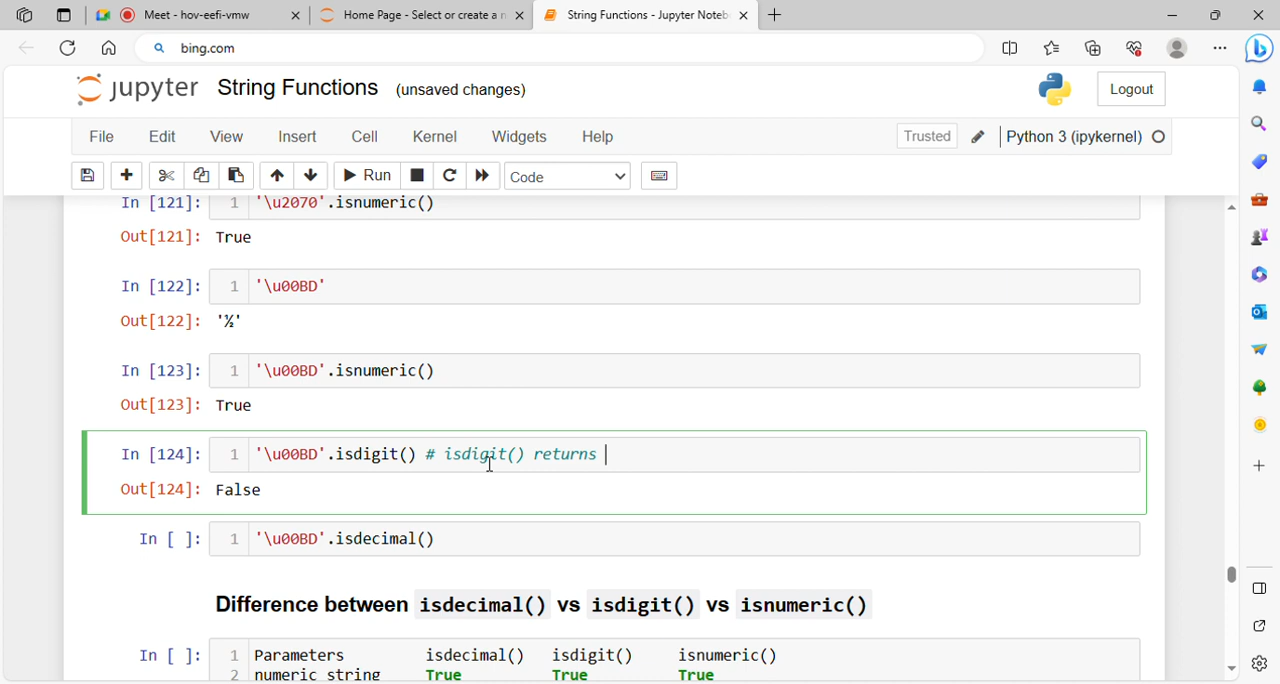 Meet - hov-eefi-vmw
Home Page - Select or create a n
String Functions - Jupyter Noteb
bing.com
jupyter String Functions (unsaved changes)
Logout
File Edit View Insert Cell Kernel Widgets Help
Trusted
Python 3 (ipykernel)
Run
Code
In [121]: 1 '\u2070'.isnumeric()
Out[121]: True
In [122]: 1 '\u00BD'
Out[122]: '½'
In [123]: 1 '\u00BD'.isnumeric()
Out[123]: True
In [124]: 1 '\u00BD'.isdigit() # isdigit() returns
Out[124]: False
In [ ]: 1 '\u00BD'.isdecimal()
Difference between isdecimal() vs isdigit() vs isnumeric()
In [ ]: 1 Parameters isdecimal() isdigit() isnumeric()
2 numeric string True True True